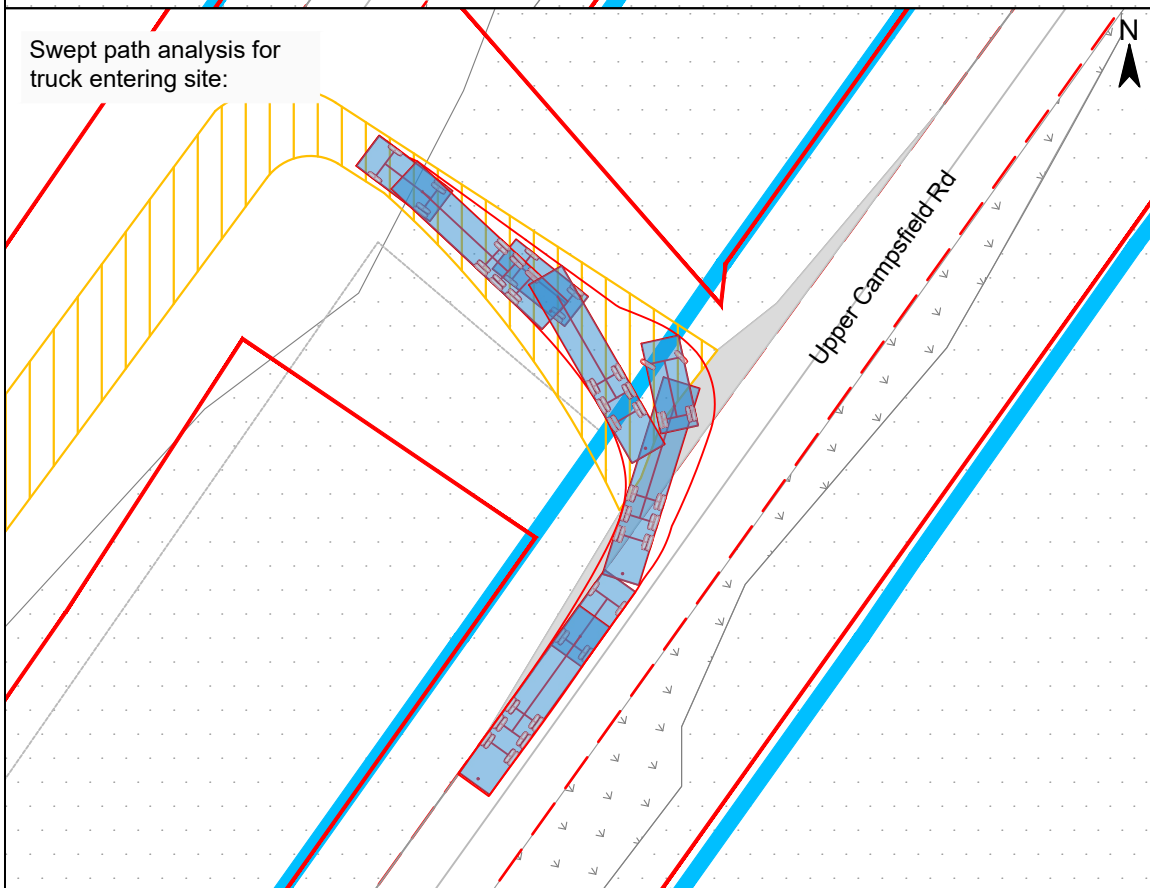 Swept path analysis for
truck entering site:
N
Upper Campsfield Rd